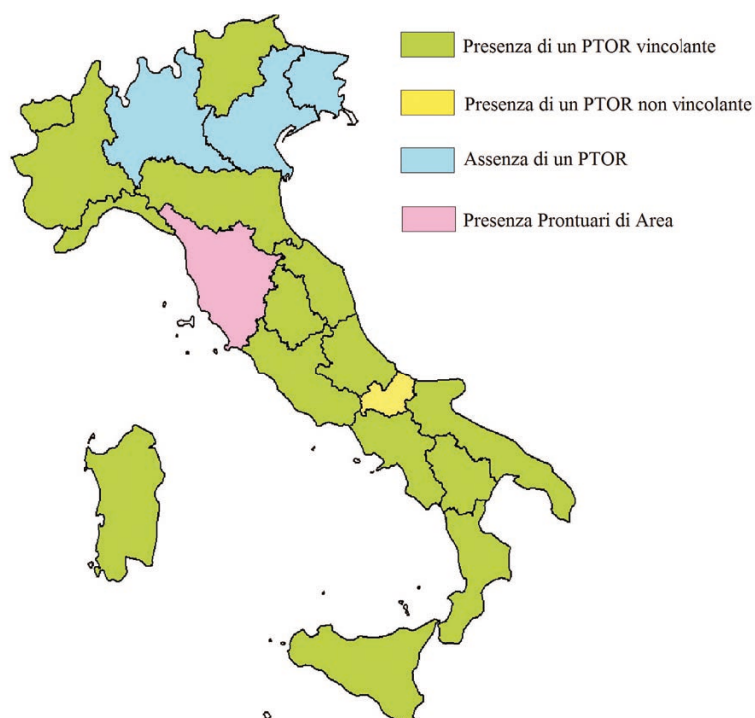 Presenza di un PTOR vincolante
Presenza di un PTOR non vincolante
Assenza di un PTOR
Presenza Prontuari di Area